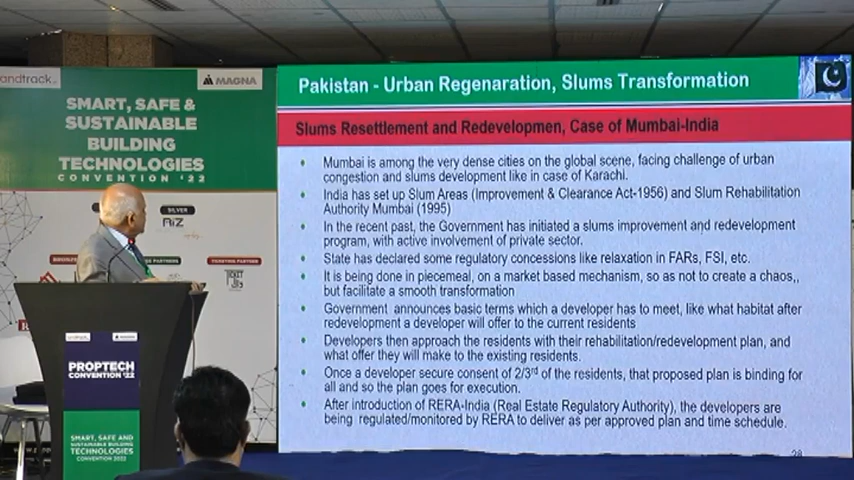 andtrack.
MAGNA
SMART, SAFE &
SUSTAINABLE
BUILDING
TECHNOLOGIES
CONVENTION '22
SILVER
RiZ
PARTNERS
TICKETING PARTNER
TICKET
PROPTECH
CONVENTION '22
SMART, SAFE AND
SUSTAINABLE BUILDING
TECHNOLOGIES
CONVENTION 2022
Pakistan - Urban Regenaration, Slums Transformation
Slums Resettlement and Redevelopmen, Case of Mumbai-India
• Mumbai is among the very dense cities on the global scene, facing challenge of urban
congestion and slums development like in case of Karachi.
• India has set up Slum Areas (Improvement & Clearance Act-1956) and Slum Rehabilitation
Authority Mumbai (1995)
• In the recent past, the Government has initiated a slums improvement and redevelopment
program, with active involvement of private sector.
• State has declared some regulatory concessions like relaxation in FARs, FSI, etc.
• It is being done in piecemeal, on a market based mechanism, so as not to create a chaos,,
but facilitate a smooth transformation
• Government announces basic terms which a developer has to meet, like what habitat after
redevelopment a developer will offer to the current residents
• Developers then approach the residents with their rehabilitation/redevelopment plan, and
what offer they will make to the existing residents.
• Once a developer secure consent of 2/3rd of the residents, that proposed plan is binding for
all and so the plan goes for execution.
• After introduction of RERA-India (Real Estate Regulatory Authority), the developers are
being regulated/monitored by RERA to deliver as per approved plan and time schedule.
28